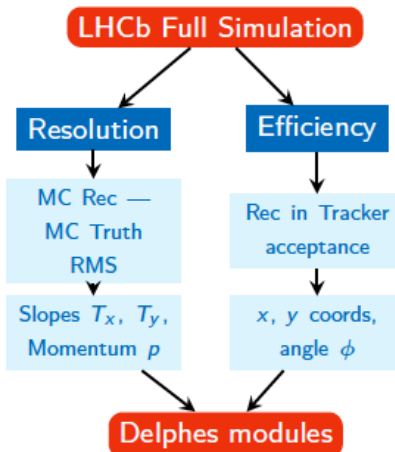 LHCb Full Simulation
Resolution
Efficiency
MC Rec —
MC Truth
RMS
Rec in Tracker
acceptance
Slopes Tx, Ty,
Momentum p
x, y coords,
angle ϕ
Delphes modules